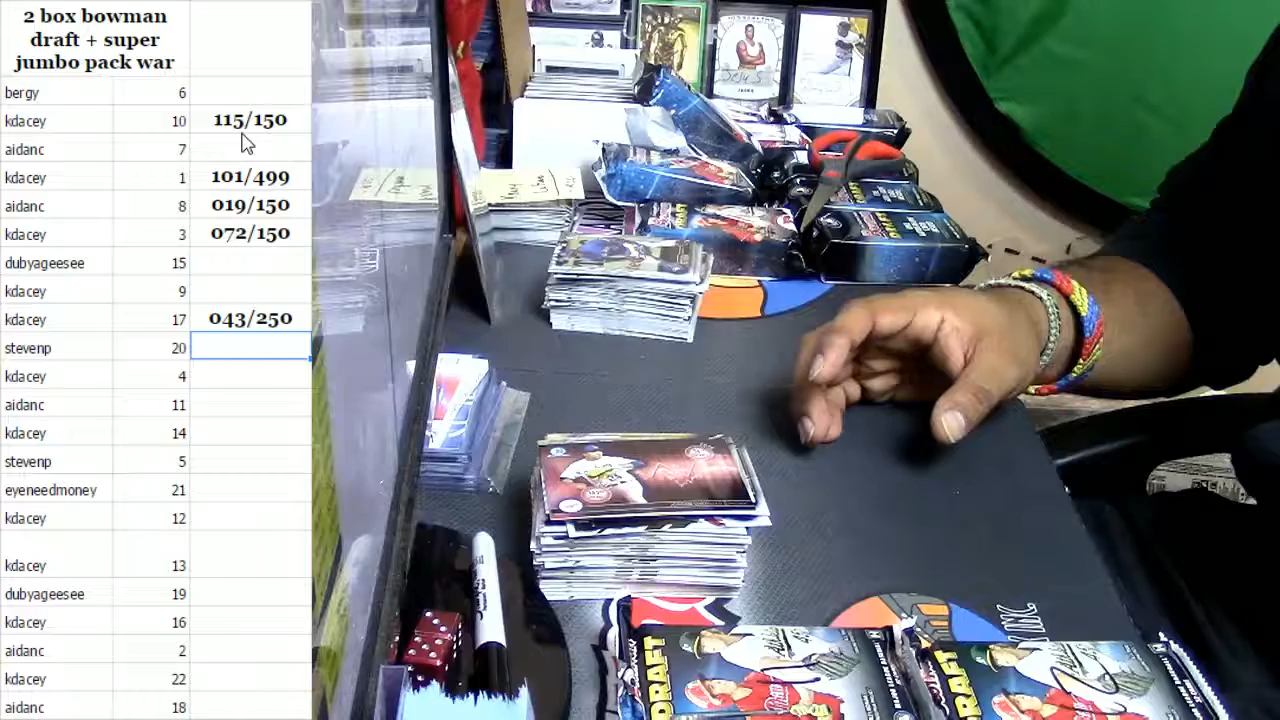 2 box bowman
draft + super
jumbo pack war
bergy 6
kdacey 10 115/150
aidanc 7
kdacey 1 101/499
aidanc 8 019/150
kdacey 3 072/150
dubyageesee 15
kdacey 9
kdacey 17 043/250
stevenp 20
kdacey 4
aidanc 11
kdacey 14
stevenp 5
eyeneedmoney 21
kdacey 12
kdacey 13
dubyageesee 19
kdacey 16
aidanc 2
kdacey 22
aidanc 18
DRAFT
DRAFT
DRAFT
DRAFT